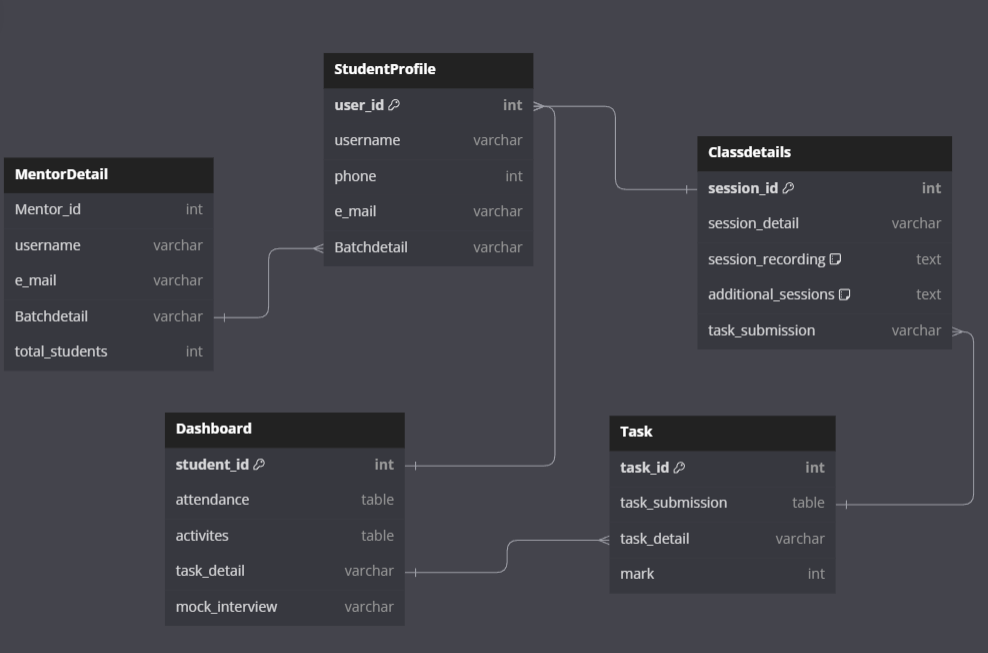 StudentProfile
user_id int
username varchar
phone int
e_mail varchar
Batchdetail varchar
MentorDetail
Mentor_id int
username varchar
e_mail varchar
Batchdetail varchar
total_students int
Classdetails
session_id int
session_detail varchar
session_recording text
additional_sessions text
task_submission varchar
Dashboard
student_id int
attendance table
activites table
task_detail varchar
mock_interview varchar
Task
task_id int
task_submission table
task_detail varchar
mark int